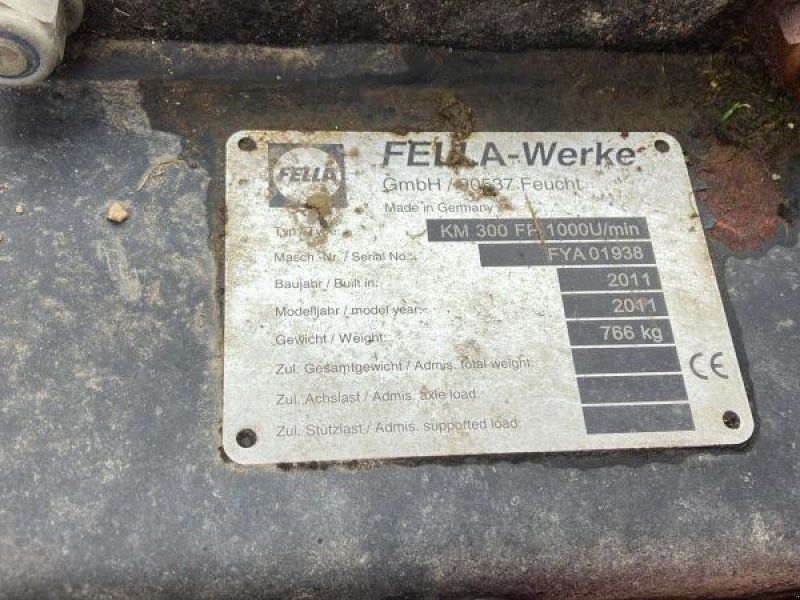 FELLA
FELLA-Werke
GmbH / 90537 Feucht
Made in Germany
KM 300 FP 1000U/min
Masch.-Nr. / Serial No.: FYA 01938
Baujahr / Built in: 2011
Modelljahr / model year: 2011
Gewicht / Weight: 766 kg
Zul. Gesamtgewicht / Admis. total weight:
Zul. Achslast / Admis. axle load:
Zul. Stützlast / Admis. supported load:
CE